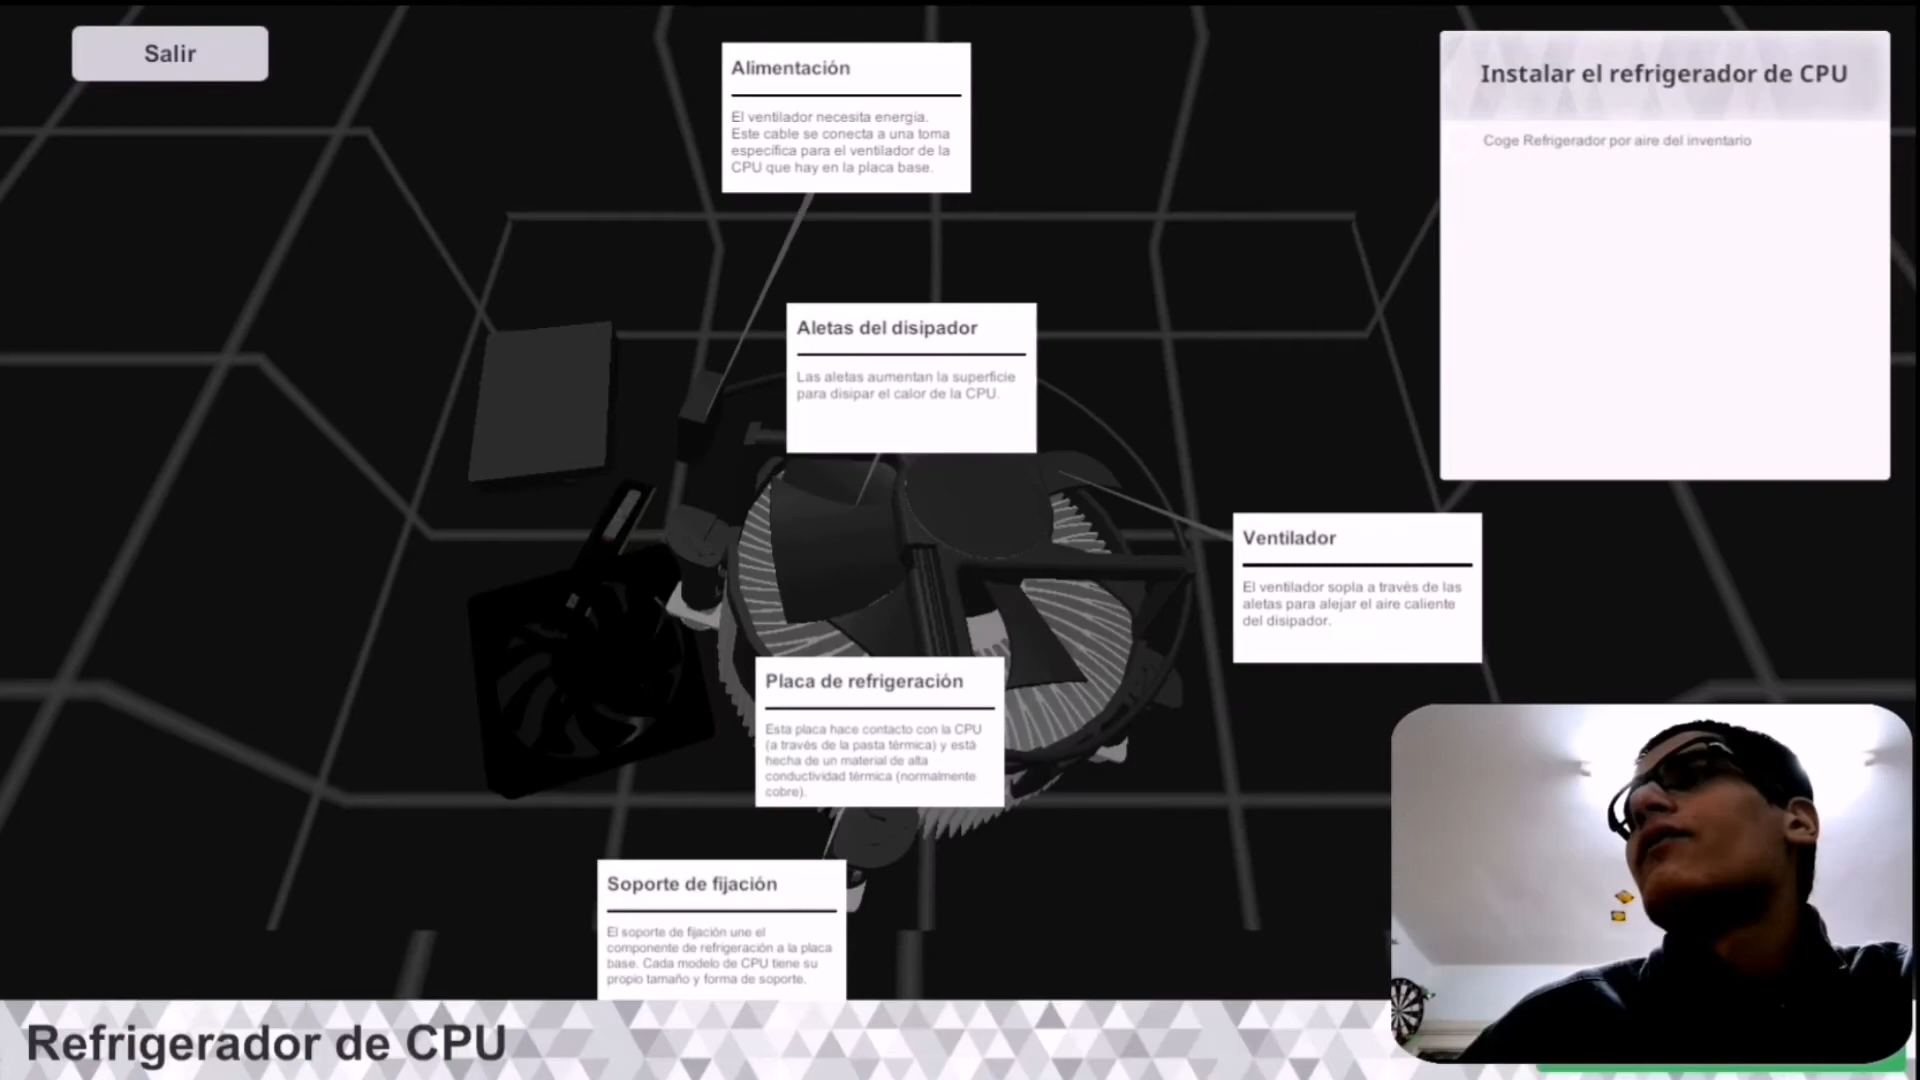 Salir
Alimentación
El ventilador necesita energía.
Este cable se conecta a una toma
específica para el ventilador de la
CPU que hay en la placa base.
Instalar el refrigerador de CPU
Coge Refrigerador por aire del inventario
Aletas del disipador
Las aletas aumentan la superficie
para disipar el calor de la CPU.
Ventilador
El ventilador sopla a través de las
aletas para alejar el aire caliente
del disipador.
Placa de refrigeración
Esta placa hace contacto con la CPU
(a través de la pasta térmica) y está
hecha de un material de alta
conductividad térmica (normalmente
cobre).
Soporte de fijación
El soporte de fijación une el
componente de refrigeración a la placa
base. Cada modelo de CPU tiene su
propio tamaño y forma de soporte.
Refrigerador de CPU